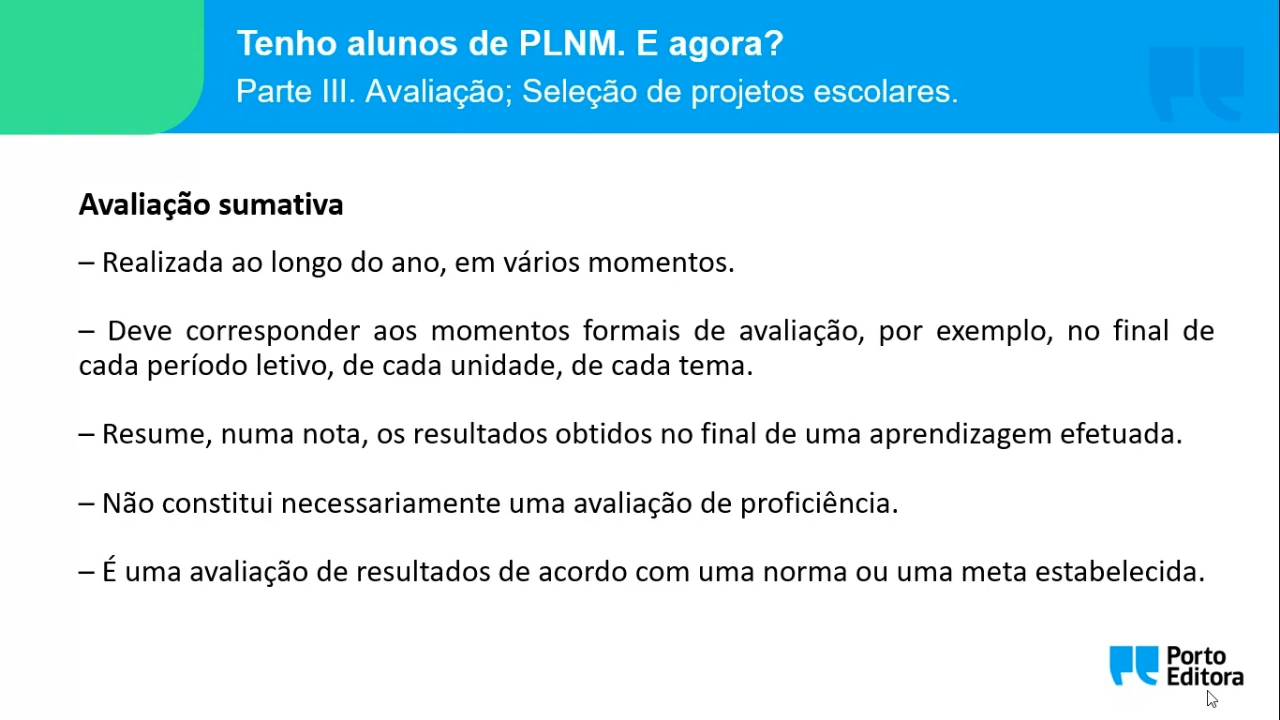 Tenho alunos de PLNM. E agora?
Parte III. Avaliação; Seleção de projetos escolares.
Avaliação sumativa
– Realizada ao longo do ano, em vários momentos.
– Deve corresponder aos momentos formais de avaliação, por exemplo, no final de
cada período letivo, de cada unidade, de cada tema.
– Resume, numa nota, os resultados obtidos no final de uma aprendizagem efetuada.
– Não constitui necessariamente uma avaliação de proficiência.
– É uma avaliação de resultados de acordo com uma norma ou uma meta estabelecida.
Porto
Editora